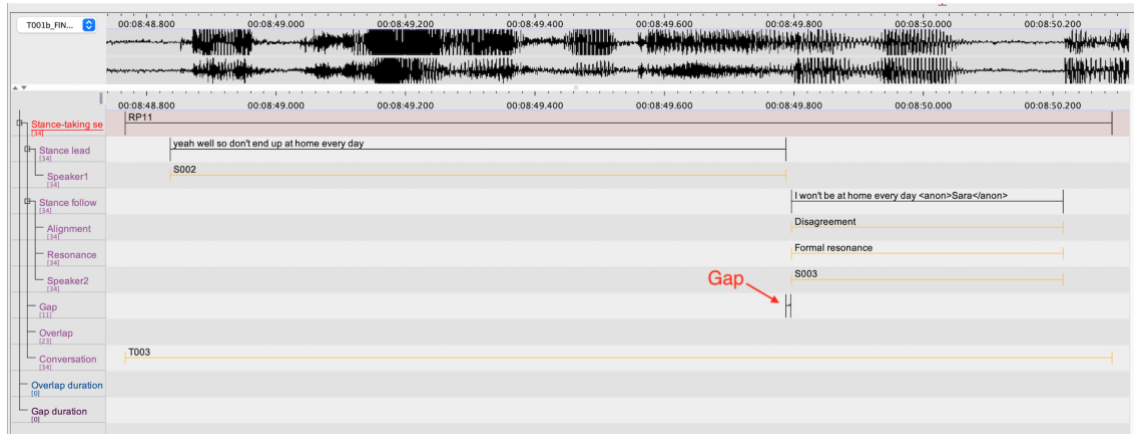 T001b_FIN...
00:08:48.800 00:08:49.000 00:08:49.200 00:08:49.400 00:08:49.600 00:08:49.800 00:08:50.000 00:08:50.200
00:08:48.800 00:08:49.000 00:08:49.200 00:08:49.400 00:08:49.600 00:08:49.800 00:08:50.000 00:08:50.200
Stance-taking se
[34]
RP11
Stance lead
[34]
yeah well so don't end up at home every day
Speaker1
[34]
S002
Stance follow
[34]
I won't be at home every day <anon>Sara</anon>
Alignment
[34]
Disagreement
Resonance
[34]
Formal resonance
Speaker2
[34]
S003
Gap
Gap
[11]
Overlap
[23]
Conversation
[34]
T003
Overlap duration
[0]
Gap duration
[0]